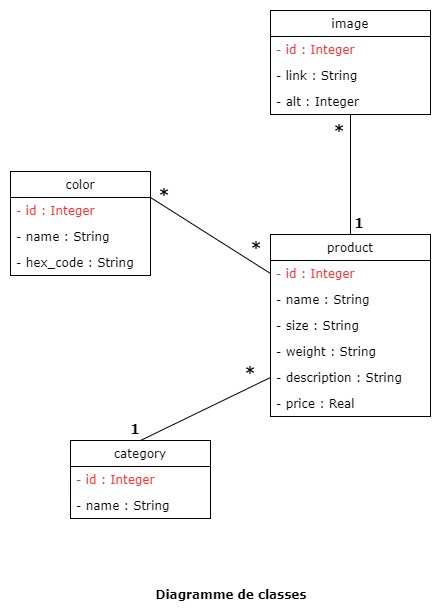 image
- id : Integer
- link : String
- alt : Integer
*
1
color
- id : Integer
- name : String
- hex_code : String
*
*
product
- id : Integer
- name : String
- size : String
- weight : String
- description : String
- price : Real
*
1
category
- id : Integer
- name : String
Diagramme de classes